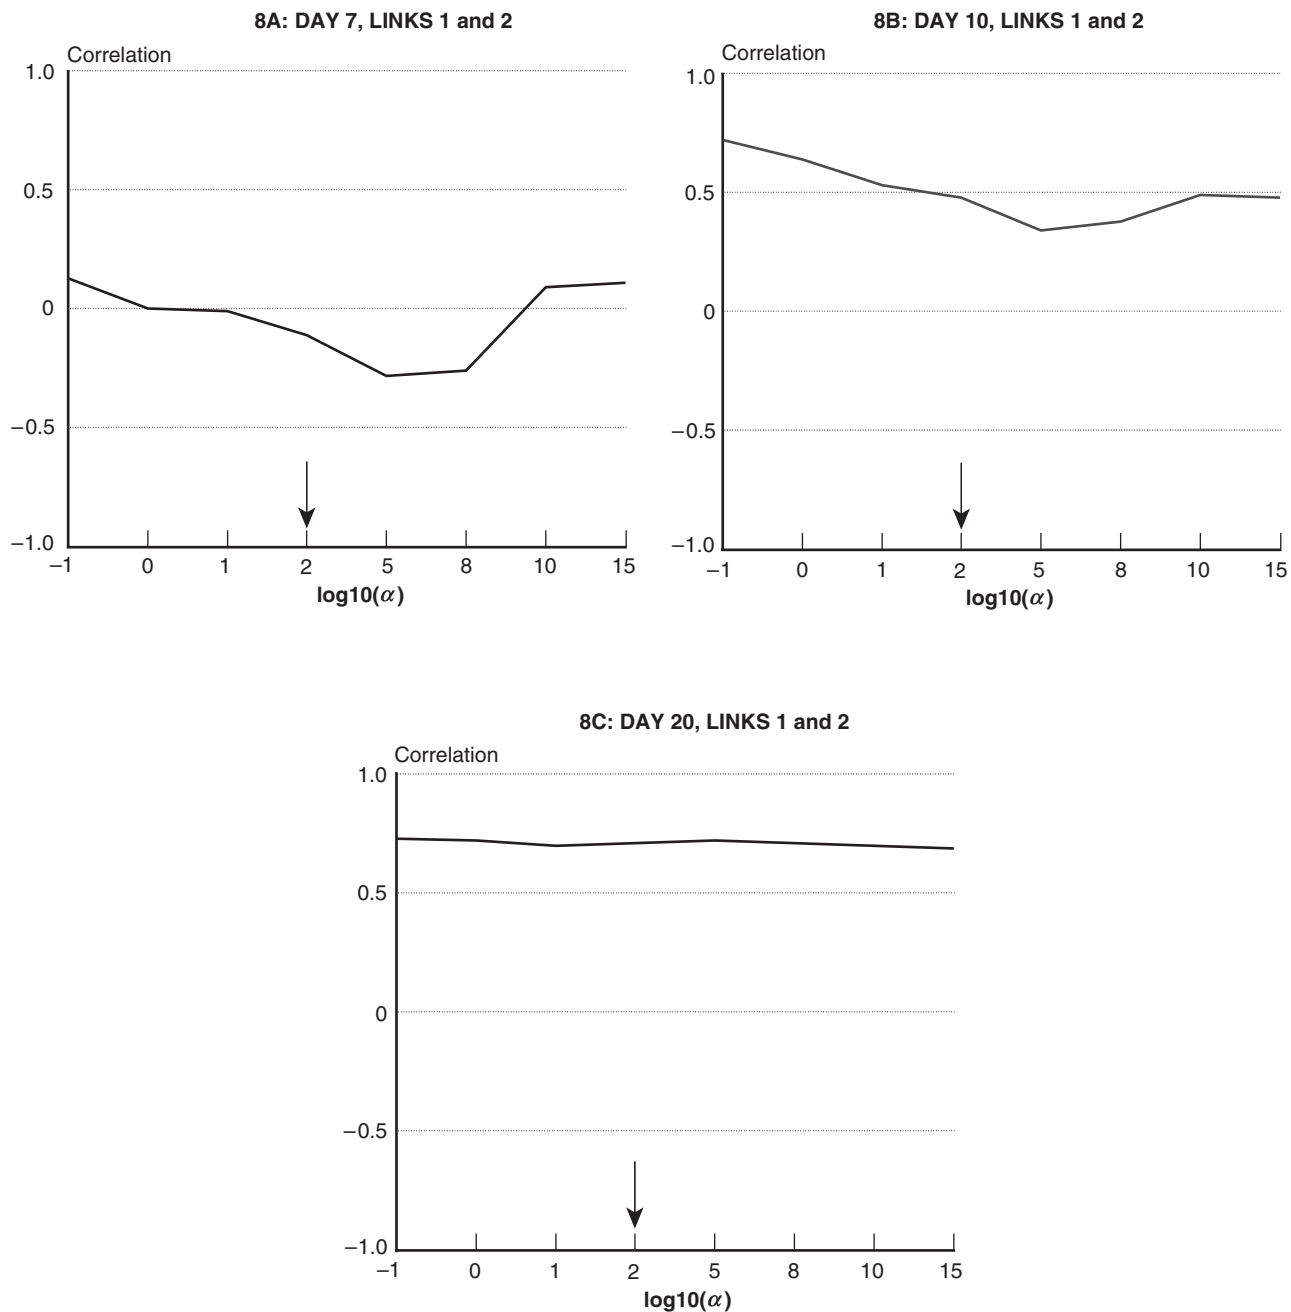 8A: DAY 7, LINKS 1 and 2
Correlation
1.0
0.5
0
−0.5
−1.0
−1 0 1 2 5 8 10 15
log10(α)
8B: DAY 10, LINKS 1 and 2
Correlation
1.0
0.5
0
−0.5
−1.0
−1 0 1 2 5 8 10 15
log10(α)
8C: DAY 20, LINKS 1 and 2
Correlation
1.0
0.5
0
−0.5
−1.0
−1 0 1 2 5 8 10 15
log10(α)